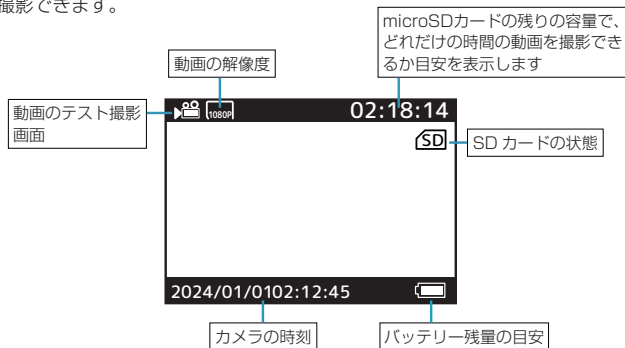 撮影できます。
microSDカードの残りの容量で、
どれだけの時間の動画を撮影でき
るか目安を表示します
動画の解像度
動画のテスト撮影
画面
1080P
02:18:14
SD
SD カードの状態
2024/01/0102:12:45
カメラの時刻
バッテリー残量の目安